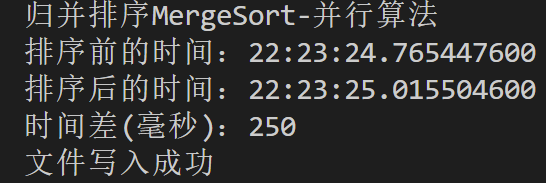 归并排序MergeSort-并行算法
排序前的时间：22:23:24.765447600
排序后的时间：22:23:25.015504600
时间差(毫秒)：250
文件写入成功